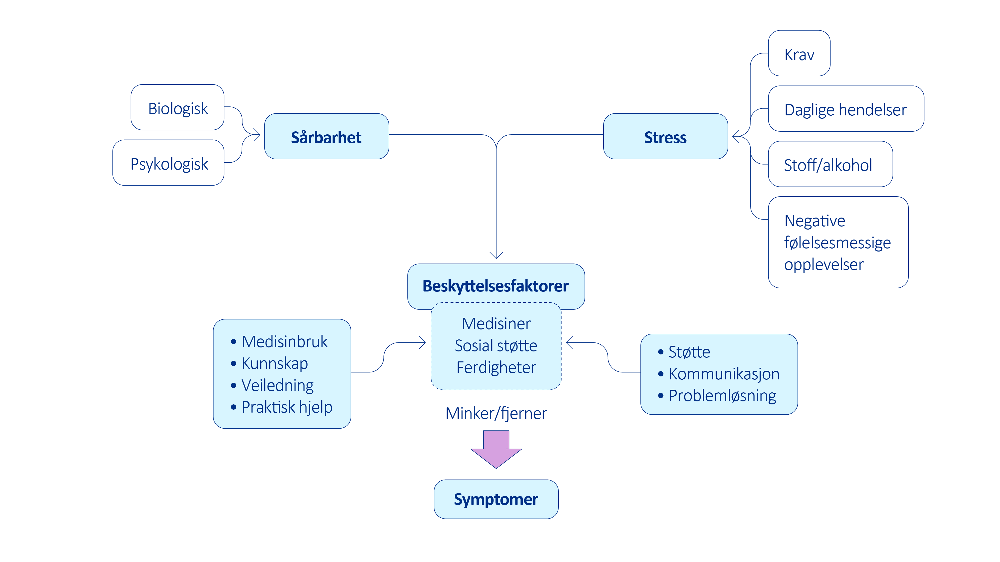 Biologisk
Psykologisk
Sårbarhet
Stress
Krav
Daglige hendelser
Stoff/alkohol
Negative
følelsesmessige
opplevelser
Beskyttelsesfaktorer
Medisiner
Sosial støtte
Ferdigheter
• Medisinbruk
• Kunnskap
• Veiledning
• Praktisk hjelp
• Støtte
• Kommunikasjon
• Problemløsning
Minker/fjerner
Symptomer